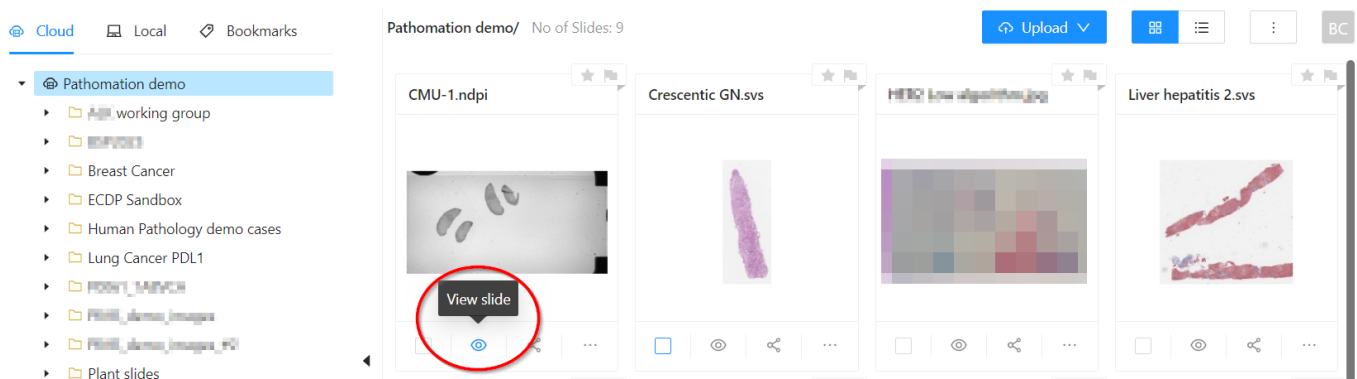 Cloud Local Bookmarks
Pathomation demo
working group
Breast Cancer
ECDP Sandbox
Human Pathology demo cases
Lung Cancer PDL1
Plant slides
Pathomation demo/ No of Slides: 9
Upload
BC
CMU-1.ndpi
Crescentic GN.svs
Liver hepatitis 2.svs
View slide